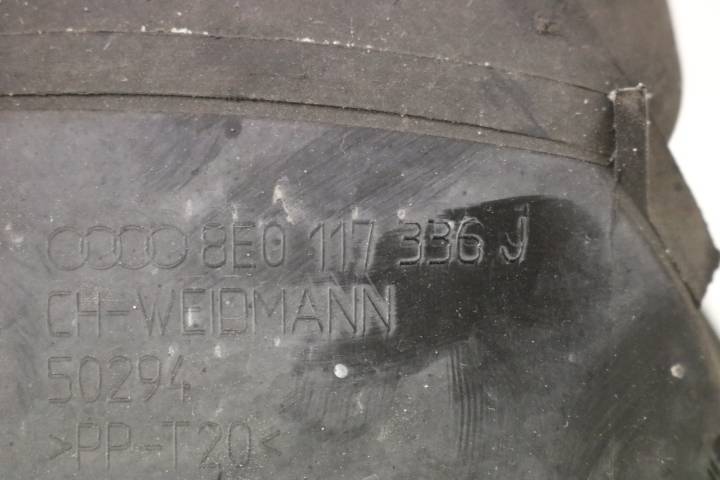 8E0 117 336 J
CH-WEIDMANN
50294
>PP-T20<